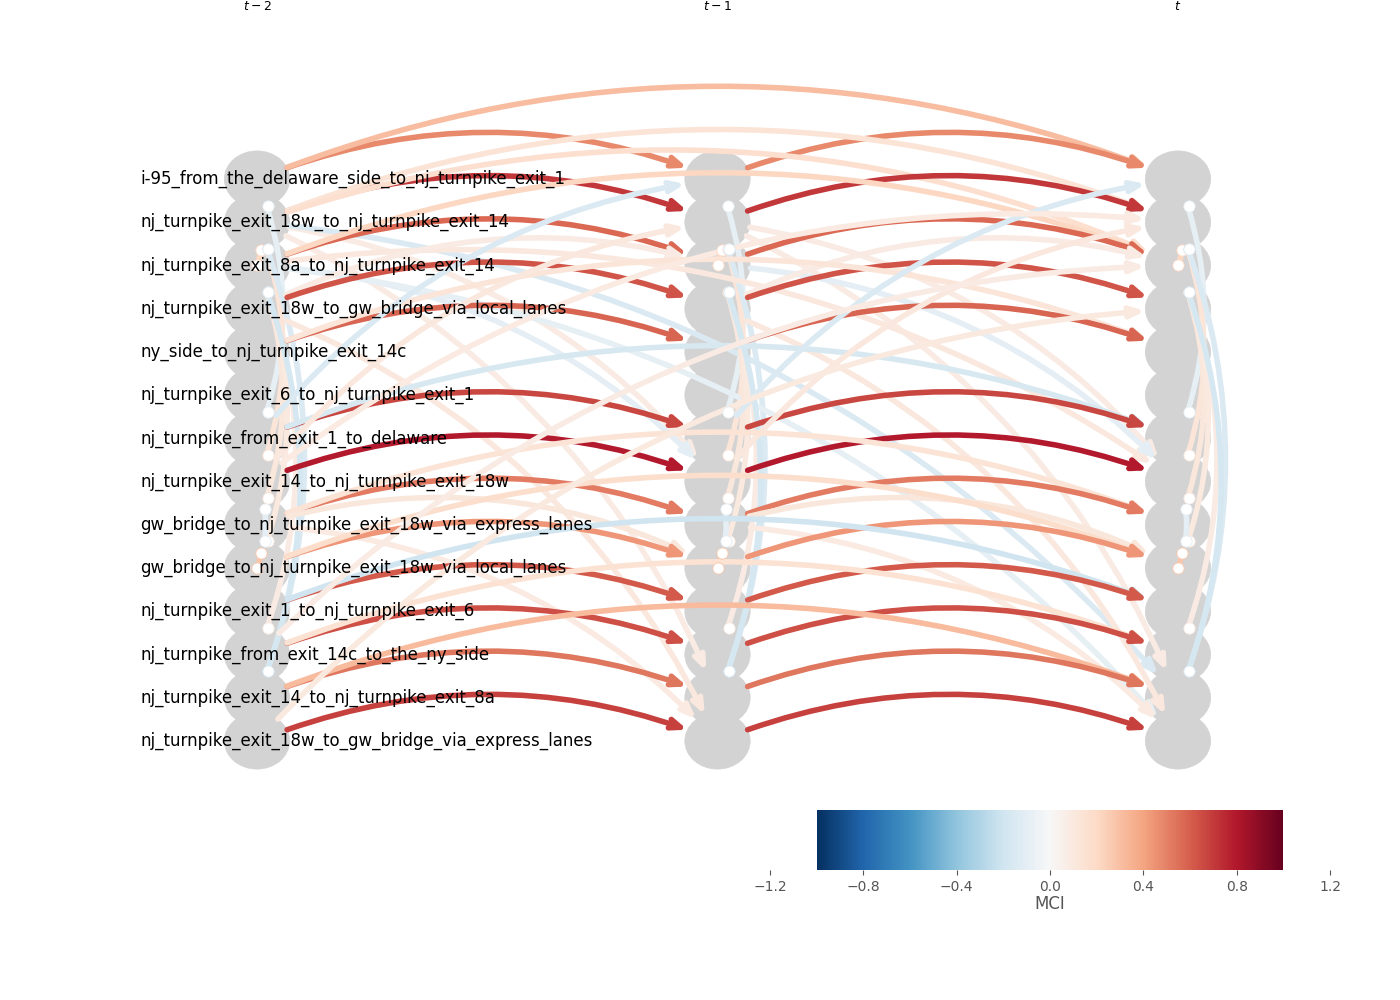 t − 2 t − 1 t
i-95_from_the_delaware_side_to_nj_turnpike_exit_1
nj_turnpike_exit_18w_to_nj_turnpike_exit_14
nj_turnpike_exit_8a_to_nj_turnpike_exit_14
nj_turnpike_exit_18w_to_gw_bridge_via_local_lanes
ny_side_to_nj_turnpike_exit_14c
nj_turnpike_exit_6_to_nj_turnpike_exit_1
nj_turnpike_from_exit_1_to_delaware
nj_turnpike_exit_14_to_nj_turnpike_exit_18w
gw_bridge_to_nj_turnpike_exit_18w_via_express_lanes
gw_bridge_to_nj_turnpike_exit_18w_via_local_lanes
nj_turnpike_exit_1_to_nj_turnpike_exit_6
nj_turnpike_from_exit_14c_to_the_ny_side
nj_turnpike_exit_14_to_nj_turnpike_exit_8a
nj_turnpike_exit_18w_to_gw_bridge_via_express_lanes
−1.2 −0.8 −0.4 0.0 0.4 0.8 1.2
MCI